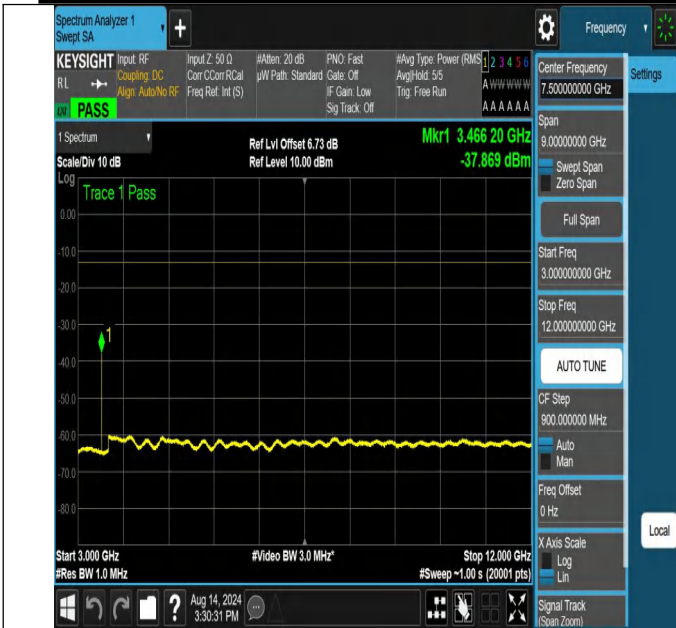 Spectrum Analyzer 1
Swept SA
+
Frequency
KEYSIGHT
RL
Input: RF
Coupling: DC
Align: Auto/No RF
Input Z: 50 Ω
Corr CCorr RCal
Freq Ref: Int (S)
#Atten: 20 dB
µW Path: Standard
PNO: Fast
Gate: Off
IF Gain: Low
Sig Track: Off
#Avg Type: Power (RMS
Avg|Hold: 5/5
Trig: Free Run
1 2 3 4 5 6
A W W W W W
A A A A A A
PASS
1 Spectrum
Scale/Div 10 dB
Log
Ref Lvl Offset 6.73 dB
Ref Level 10.00 dBm
Mkr1 3.466 20 GHz
-37.869 dBm
Trace 1 Pass
0.00
-10.0
-20.0
-30.0
1
-40.0
-50.0
-60.0
-70.0
-80.0
Start 3.000 GHz
#Res BW 1.0 MHz
#Video BW 3.0 MHz*
Stop 12.000 GHz
#Sweep ~1.00 s (20001 pts)
?
Aug 14, 2024
3:30:31 PM
Center Frequency
7.500000000 GHz
Span
9.00000000 GHz
Swept Span
Zero Span
Full Span
Start Freq
3.000000000 GHz
Stop Freq
12.000000000 GHz
AUTO TUNE
CF Step
900.000000 MHz
Auto
Man
Freq Offset
0 Hz
X Axis Scale
Log
Lin
Signal Track
(Span Zoom)
Settings
Local